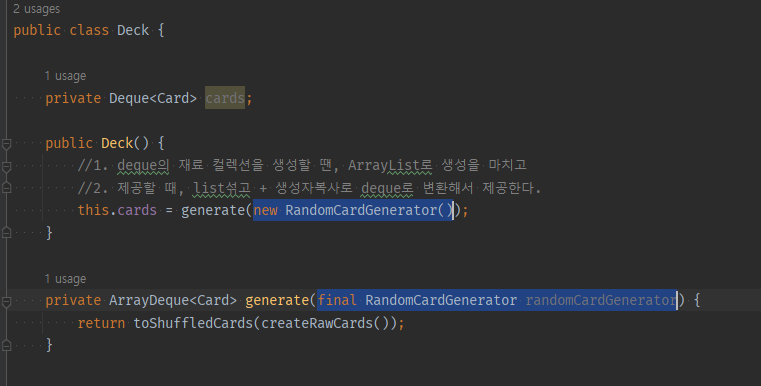 2 usages
public class Deck {
1 usage
private Deque<Card> cards;
public Deck() {
//1. deque의 재료 컬렉션을 생성할 땐, ArrayList로 생성을 마치고
//2. 제공할 때, list섞고 + 생성자복사로 deque로 변환해서 제공한다.
this.cards = generate(new RandomCardGenerator());
}
1 usage
private ArrayDeque<Card> generate(final RandomCardGenerator randomCardGenerator) {
return toShuffledCards(createRawCards());
}